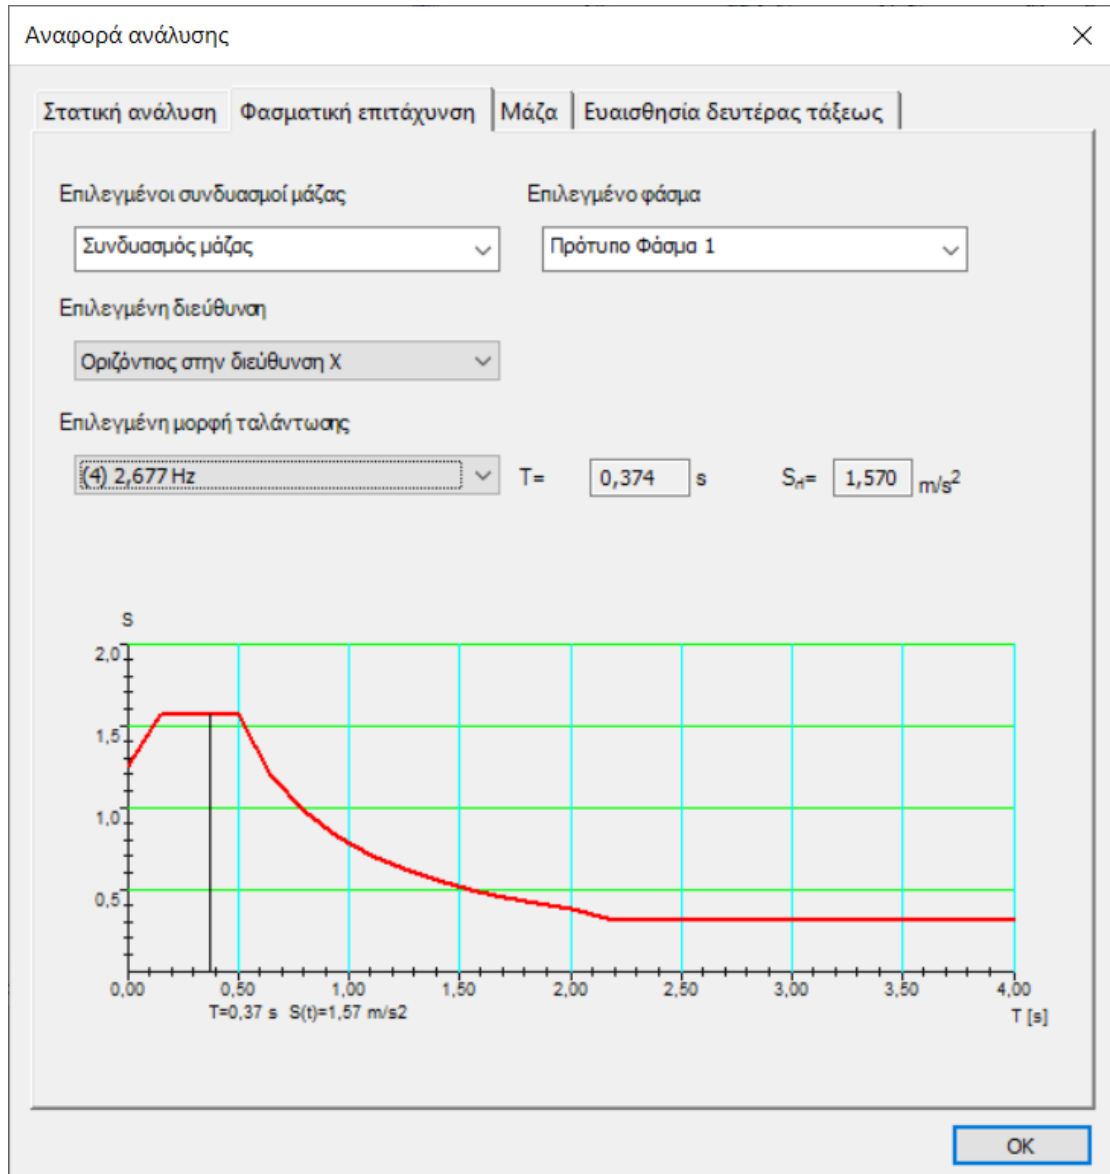 Αναφορά ανάλυσης
Στατική ανάλυση Φασματική επιτάχυνση Μάζα Ευαισθησία δευτέρας τάξεως
Επιλεγμένοι συνδυασμοί μάζας Επιλεγμένο φάσμα
Συνδυασμός μάζας Πρότυπο Φάσμα 1
Επιλεγμένη διεύθυνση
Οριζόντιος στην διεύθυνση X
Επιλεγμένη μορφή ταλάντωσης
(4) 2,677 Hz T= 0,374 s Sd= 1,570 m/s2
S
2,0
1,5
1,0
0,5
0,00 0,50 1,00 1,50 2,00 2,50 3,00 3,50 4,00
T=0,37 s S(t)=1,57 m/s2 T [s]
OK